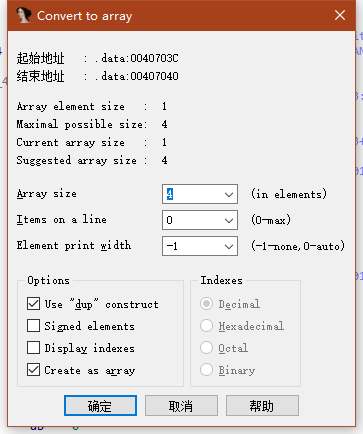 Convert to array
起始地址 : .data:0040703C
结束地址 : .data:00407040
Array element size : 1
Maximal possible size: 4
Current array size : 1
Suggested array size : 4
Array size 4 (in elements)
Items on a line 0 (0-max)
Element print width -1 (-1-none,0-auto)
Options Indexes
Use "dup" construct Decimal
Signed elements Hexadecimal
Display indexes Octal
Create as array Binary
确定 取消 帮助